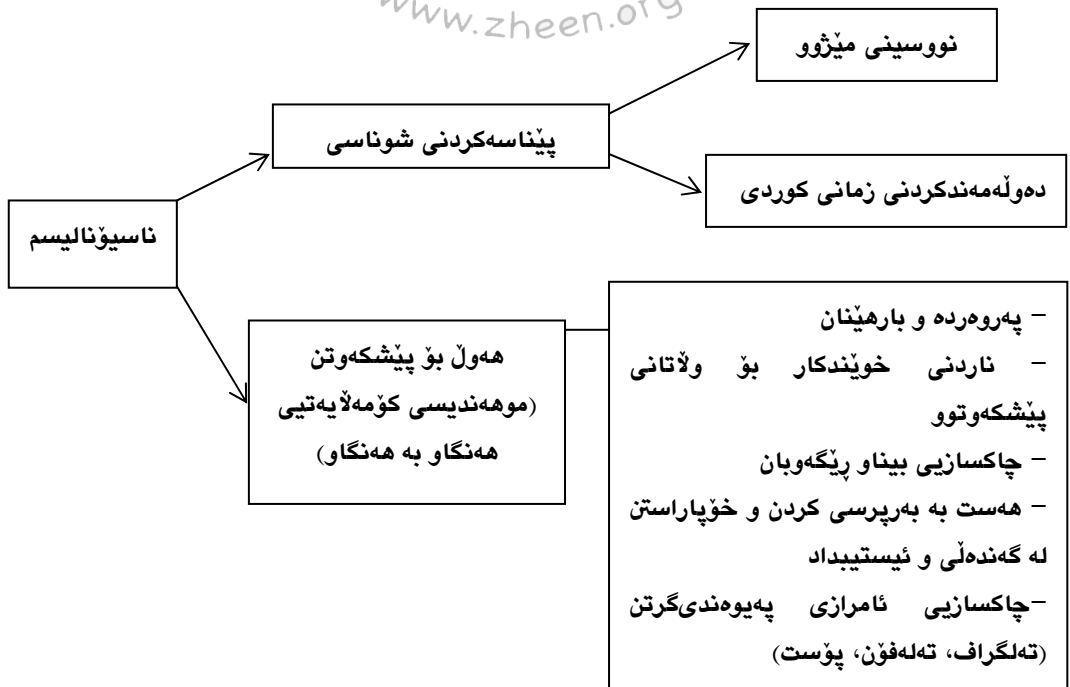 www.zheen.org
نووسینی مێژوو
پێناسەکردنی شوناسی
دەوڵەمەندکردنی زمانی کوردی
ناسیۆنالیسم
هەوڵ بۆ پێشکەوتن
(موهەندیسی کۆمەڵایەتیی
هەنگاو بە هەنگاو)
– پەروەردە و بارهێنان
– ناردنی خوێندکار بۆ وڵاتانی
پێشکەوتوو
– چاکسازیی بیناو ڕێگەوبان
– هەست بە بەرپرسی کردن و خۆپاراستن
لە گەندەڵی و ئیستیبداد
–چاکسازیی ئامرازی پەیوەندیگرتن
(تەلگراف، تەلەفۆن، پۆست)